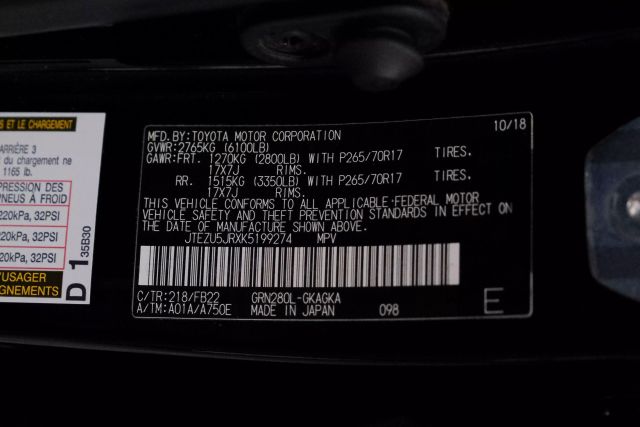 S ET LE CHARGEMENT
ARRIÈRE 3
du chargement ne
1165 lb.
PRESSION DES
PNEUS À FROID
220kPa, 32PSI
220kPa, 32PSI
220kPa, 32PSI
'USAGER
IGNEMENTS
D 1 35B30
10/18
MFD. BY: TOYOTA MOTOR CORPORATION
GVWR: 2765KG (6100LB)
GAWR: FRT. 1270KG (2800LB) WITH P265/70R17 TIRES,
17X7J RIMS.
RR. 1515KG (3350LB) WITH P265/70R17 TIRES,
17X7J RIMS.
THIS VEHICLE CONFORMS TO ALL APPLICABLE·FEDERAL MOTOR
VEHICLE SAFETY AND THEFT PREVENTION STANDARDS IN EFFECT ON
THE DATE OF MANUFACTURE SHOWN ABOVE.
JTEZU5JRXK5199274 MPV
C/TR: 218/FB22 GRN280L-GKAGKA
A/TM: A01A/A750E MADE IN JAPAN 098
E